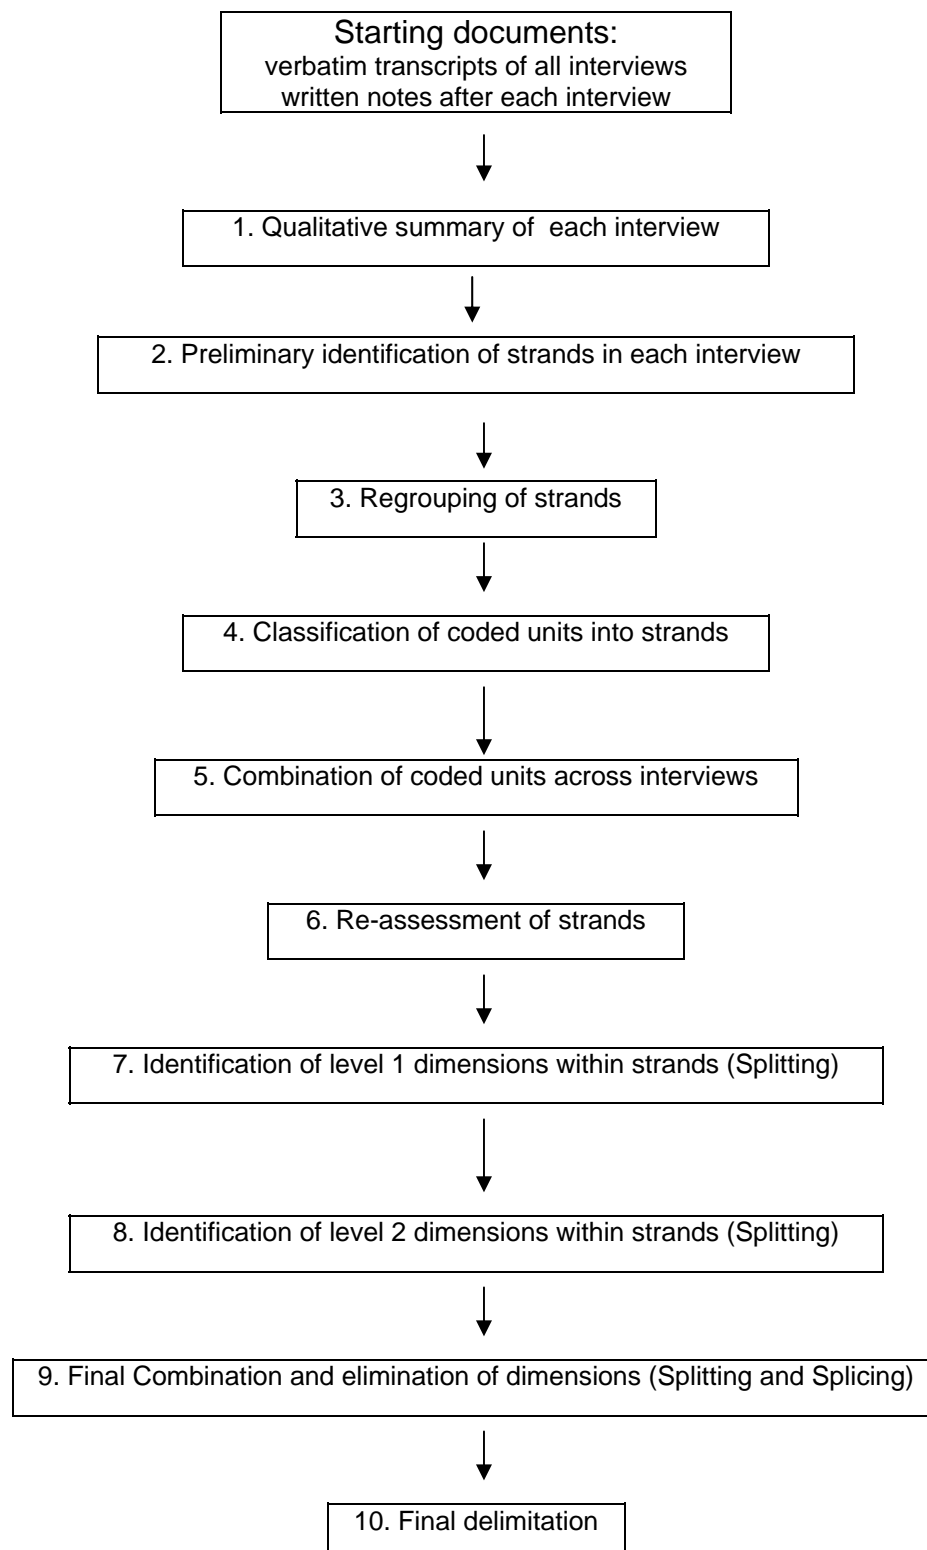 Starting documents:
verbatim transcripts of all interviews
written notes after each interview
1. Qualitative summary of  each interview
2. Preliminary identification of strands in each interview
3. Regrouping of strands
4. Classification of coded units into strands
5. Combination of coded units across interviews
6. Re-assessment of strands
7. Identification of level 1 dimensions within strands (Splitting)
8. Identification of level 2 dimensions within strands (Splitting)
9. Final Combination and elimination of dimensions (Splitting and Splicing)
10. Final delimitation